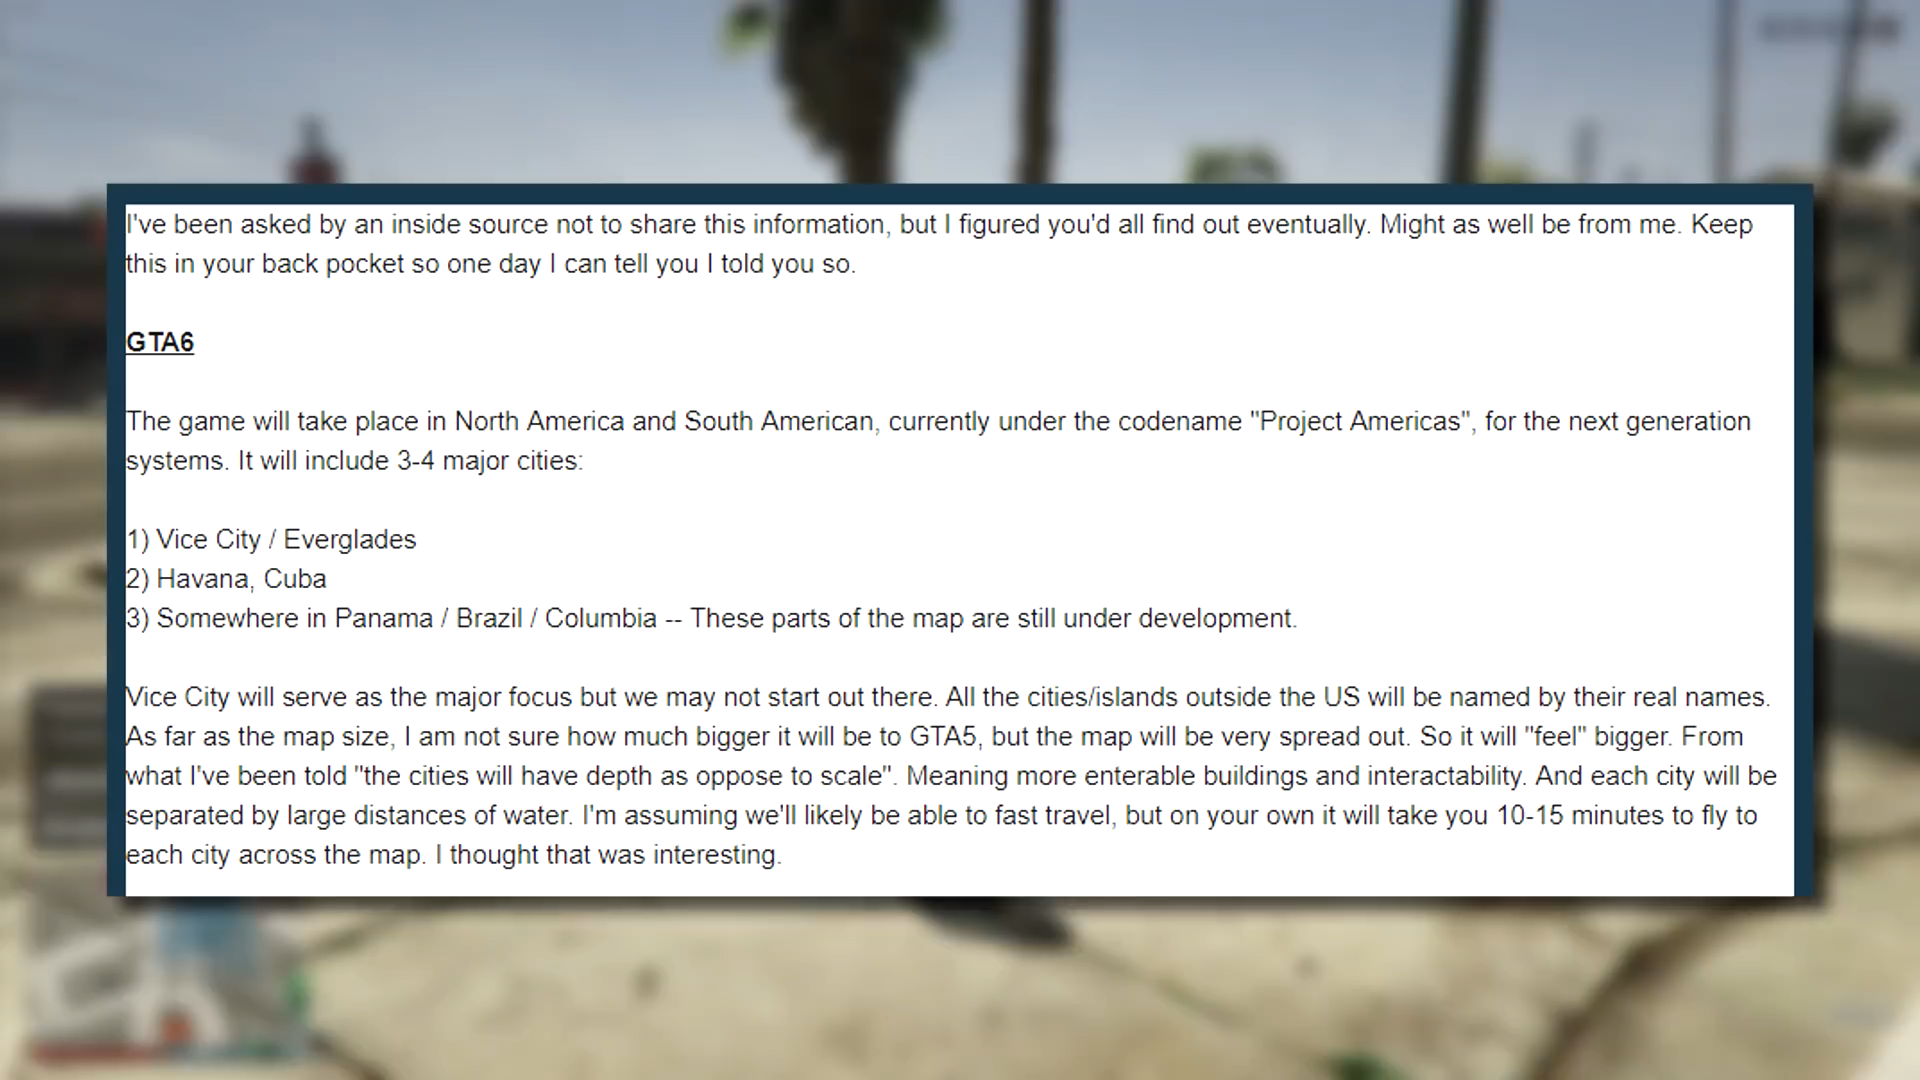 I've been asked by an inside source not to share this information, but I figured you'd all find out eventually. Might as well be from me. Keep
this in your back pocket so one day I can tell you I told you so.
GTA6
The game will take place in North America and South American, currently under the codename "Project Americas", for the next generation
systems. It will include 3-4 major cities:
1) Vice City / Everglades
2) Havana, Cuba
3) Somewhere in Panama / Brazil / Columbia -- These parts of the map are still under development.
Vice City will serve as the major focus but we may not start out there. All the cities/islands outside the US will be named by their real names.
As far as the map size, I am not sure how much bigger it will be to GTA5, but the map will be very spread out. So it will "feel" bigger. From
what I've been told "the cities will have depth as oppose to scale". Meaning more enterable buildings and interactability. And each city will be
separated by large distances of water. I'm assuming we'll likely be able to fast travel, but on your own it will take you 10-15 minutes to fly to
each city across the map. I thought that was interesting.